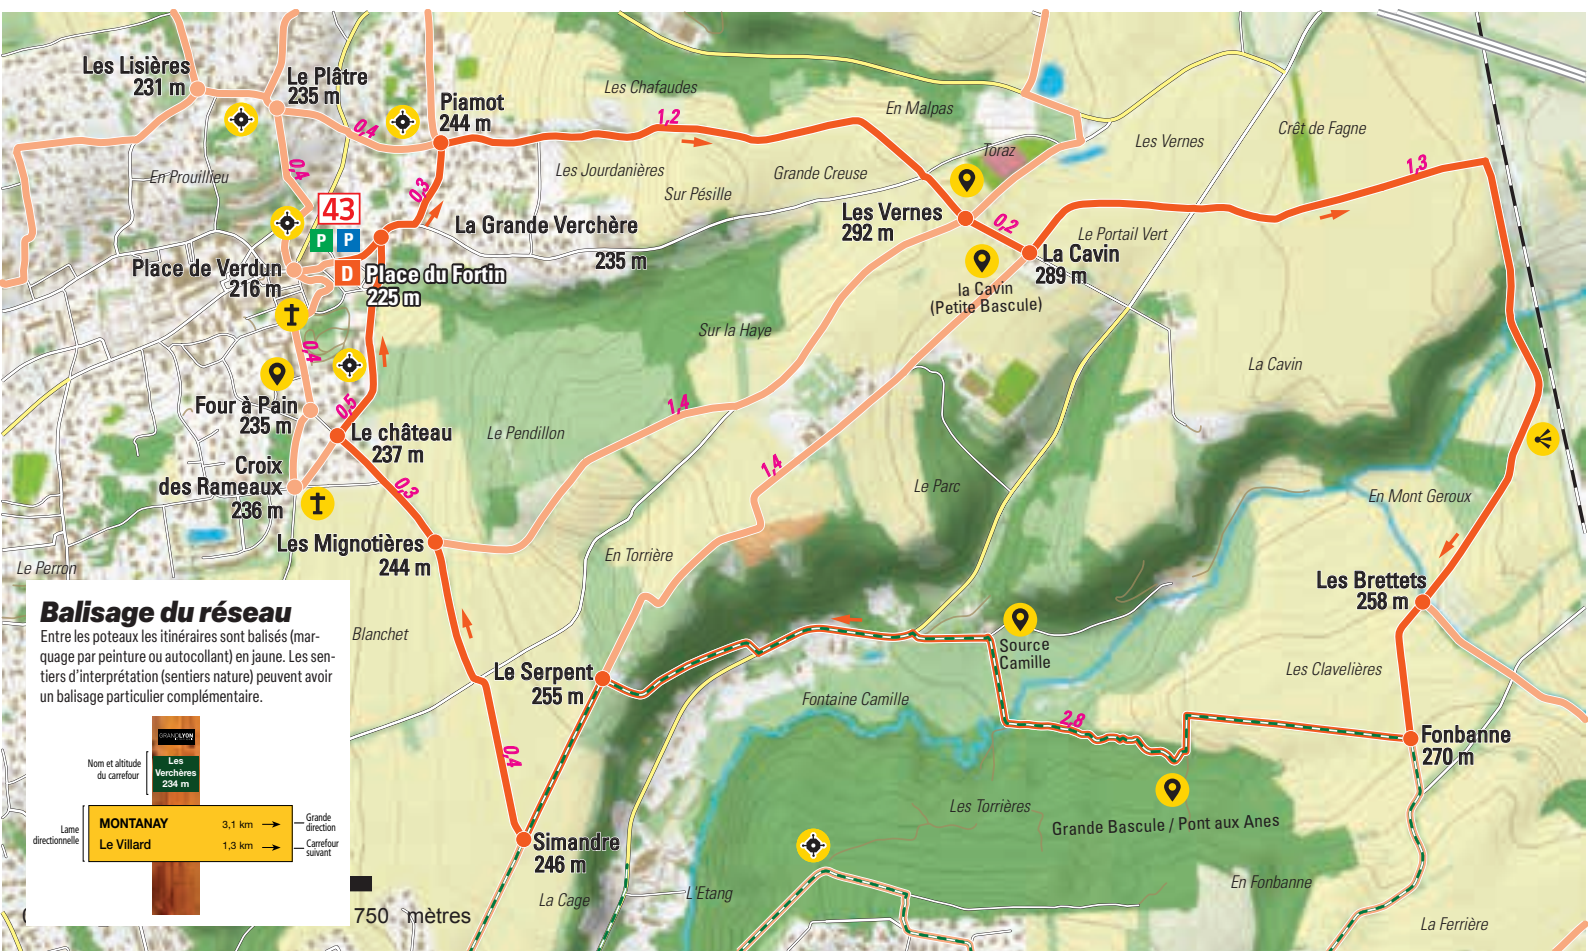 Les Lisières
231 m
Le Plâtre
235 m
Piamot
244 m
Les Chafaudes
1,2
En Malpas
Les Vernes
Crêt de Fagne
0,4
0,4
En Prouillieu
Les Jourdanières
Sur Pésille
Grande Creuse
Toraz
1,3
0,3
43
P
P
La Grande Verchère
235 m
Les Vernes
292 m
0,2
Le Portail Vert
La Cavin
289 m
Place de Verdun
216 m
D
Place du Fortin
225 m
la Cavin
(Petite Bascule)
Sur la Haye
La Cavin
0,4
Four à Pain
235 m
0,5
Le château
237 m
Le Pendillon
1,4
1,4
Croix
des Rameaux
236 m
0,3
Le Parc
En Mont Geroux
Les Mignotières
244 m
En Torrière
Le Perron
Les Brettets
258 m
Blanchet
Source
Camille
Le Serpent
255 m
Fontaine Camille
Les Clavelières
2,8
Fonbanne
270 m
0,4
Les Torrières
Grande Bascule / Pont aux Anes
Simandre
246 m
La Cage
L'Etang
En Fonbanne
La Ferrière
Balisage du réseau
Entre les poteaux les itinéraires sont balisés (mar-
quage par peinture ou autocollant) en jaune. Les sen-
tiers d'interprétation (sentiers nature) peuvent avoir
un balisage particulier complémentaire.
GRANDLYON
Nom et altitude
du carrefour
Les
Verchères
234 m
Lame
directionnelle
MONTANAY 3,1 km
Le Villard 1,3 km
Grande
direction
Carrefour
suivant
750 mètres